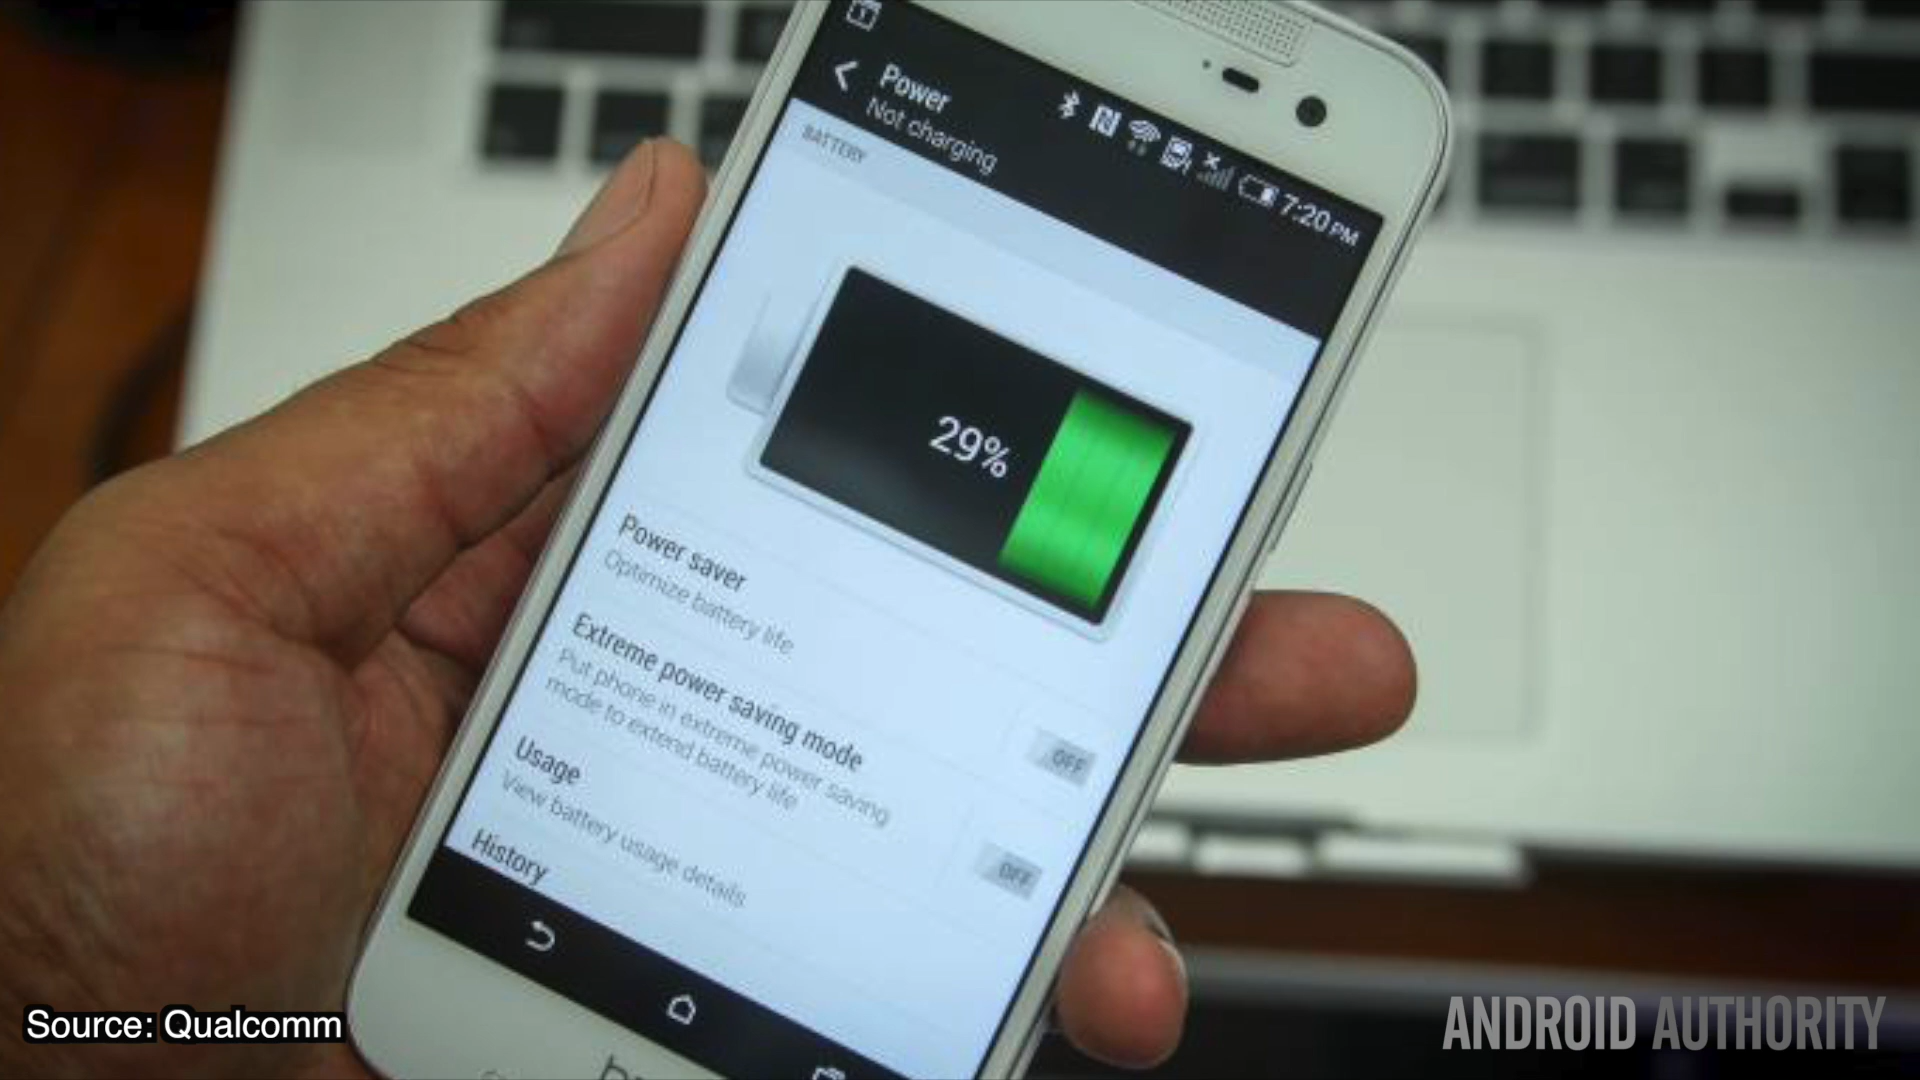 Power
Not charging
7:20 PM
BATTERY
29%
Power saver
Optimize battery life
OFF
Extreme power saving mode
Put phone in extreme power saving
mode to extend battery life
OFF
Usage
View battery usage details
History
Source: Qualcomm
ANDROID AUTHORITY